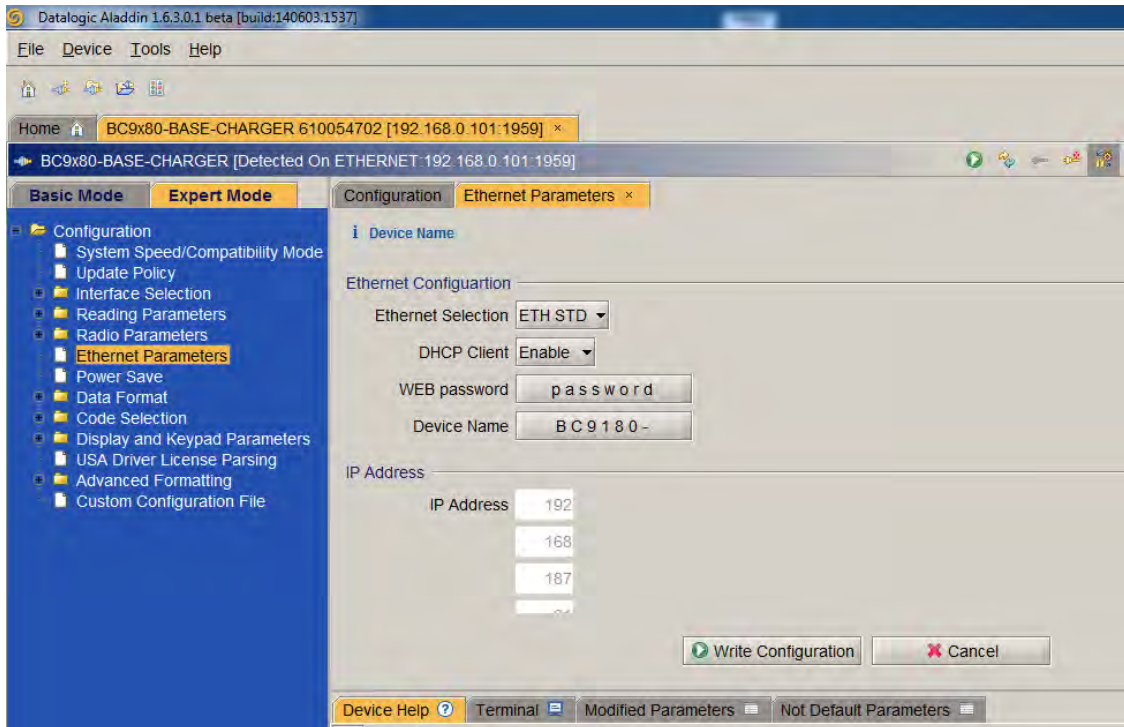 Datalogic Aladdin 1.6.3.0.1 beta [build:140603.1537]
File Device Tools Help
Home BC9x80-BASE-CHARGER 610054702 [192.168.0.101:1959] ×
BC9x80-BASE-CHARGER [Detected On ETHERNET:192.168.0.101:1959]
Basic Mode Expert Mode
Configuration
System Speed/Compatibility Mode
Update Policy
Interface Selection
Reading Parameters
Radio Parameters
Ethernet Parameters
Power Save
Data Format
Code Selection
Display and Keypad Parameters
USA Driver License Parsing
Advanced Formatting
Custom Configuration File
Configuration Ethernet Parameters ×
i Device Name
Ethernet Configuartion
Ethernet Selection ETH STD
DHCP Client Enable
WEB password password
Device Name BC9180-
IP Address
IP Address 192
168
187
Write Configuration Cancel
Device Help ? Terminal Modified Parameters Not Default Parameters